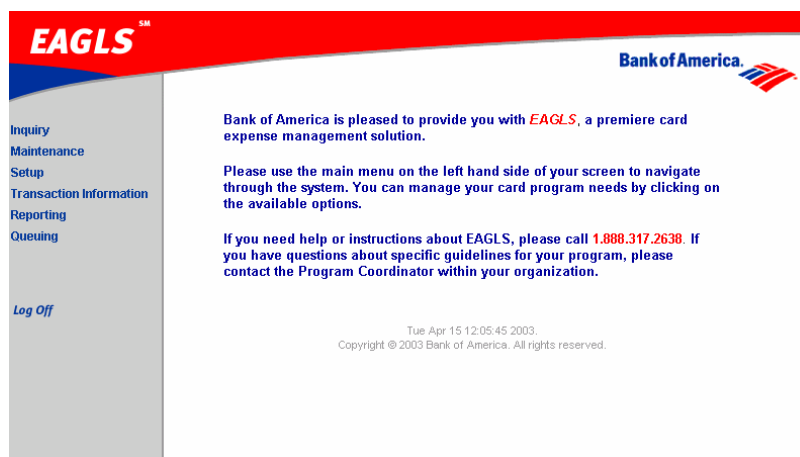 EAGLS SM
Bank of America.
Inquiry
Maintenance
Setup
Transaction Information
Reporting
Queuing
Log Off
Bank of America is pleased to provide you with EAGLS, a premiere card
expense management solution.
Please use the main menu on the left hand side of your screen to navigate
through the system. You can manage your card program needs by clicking on
the available options.
If you need help or instructions about EAGLS, please call 1.888.317.2638. If
you have questions about specific guidelines for your program, please
contact the Program Coordinator within your organization.
Tue Apr 15 12:05:45 2003.
Copyright © 2003 Bank of America. All rights reserved.